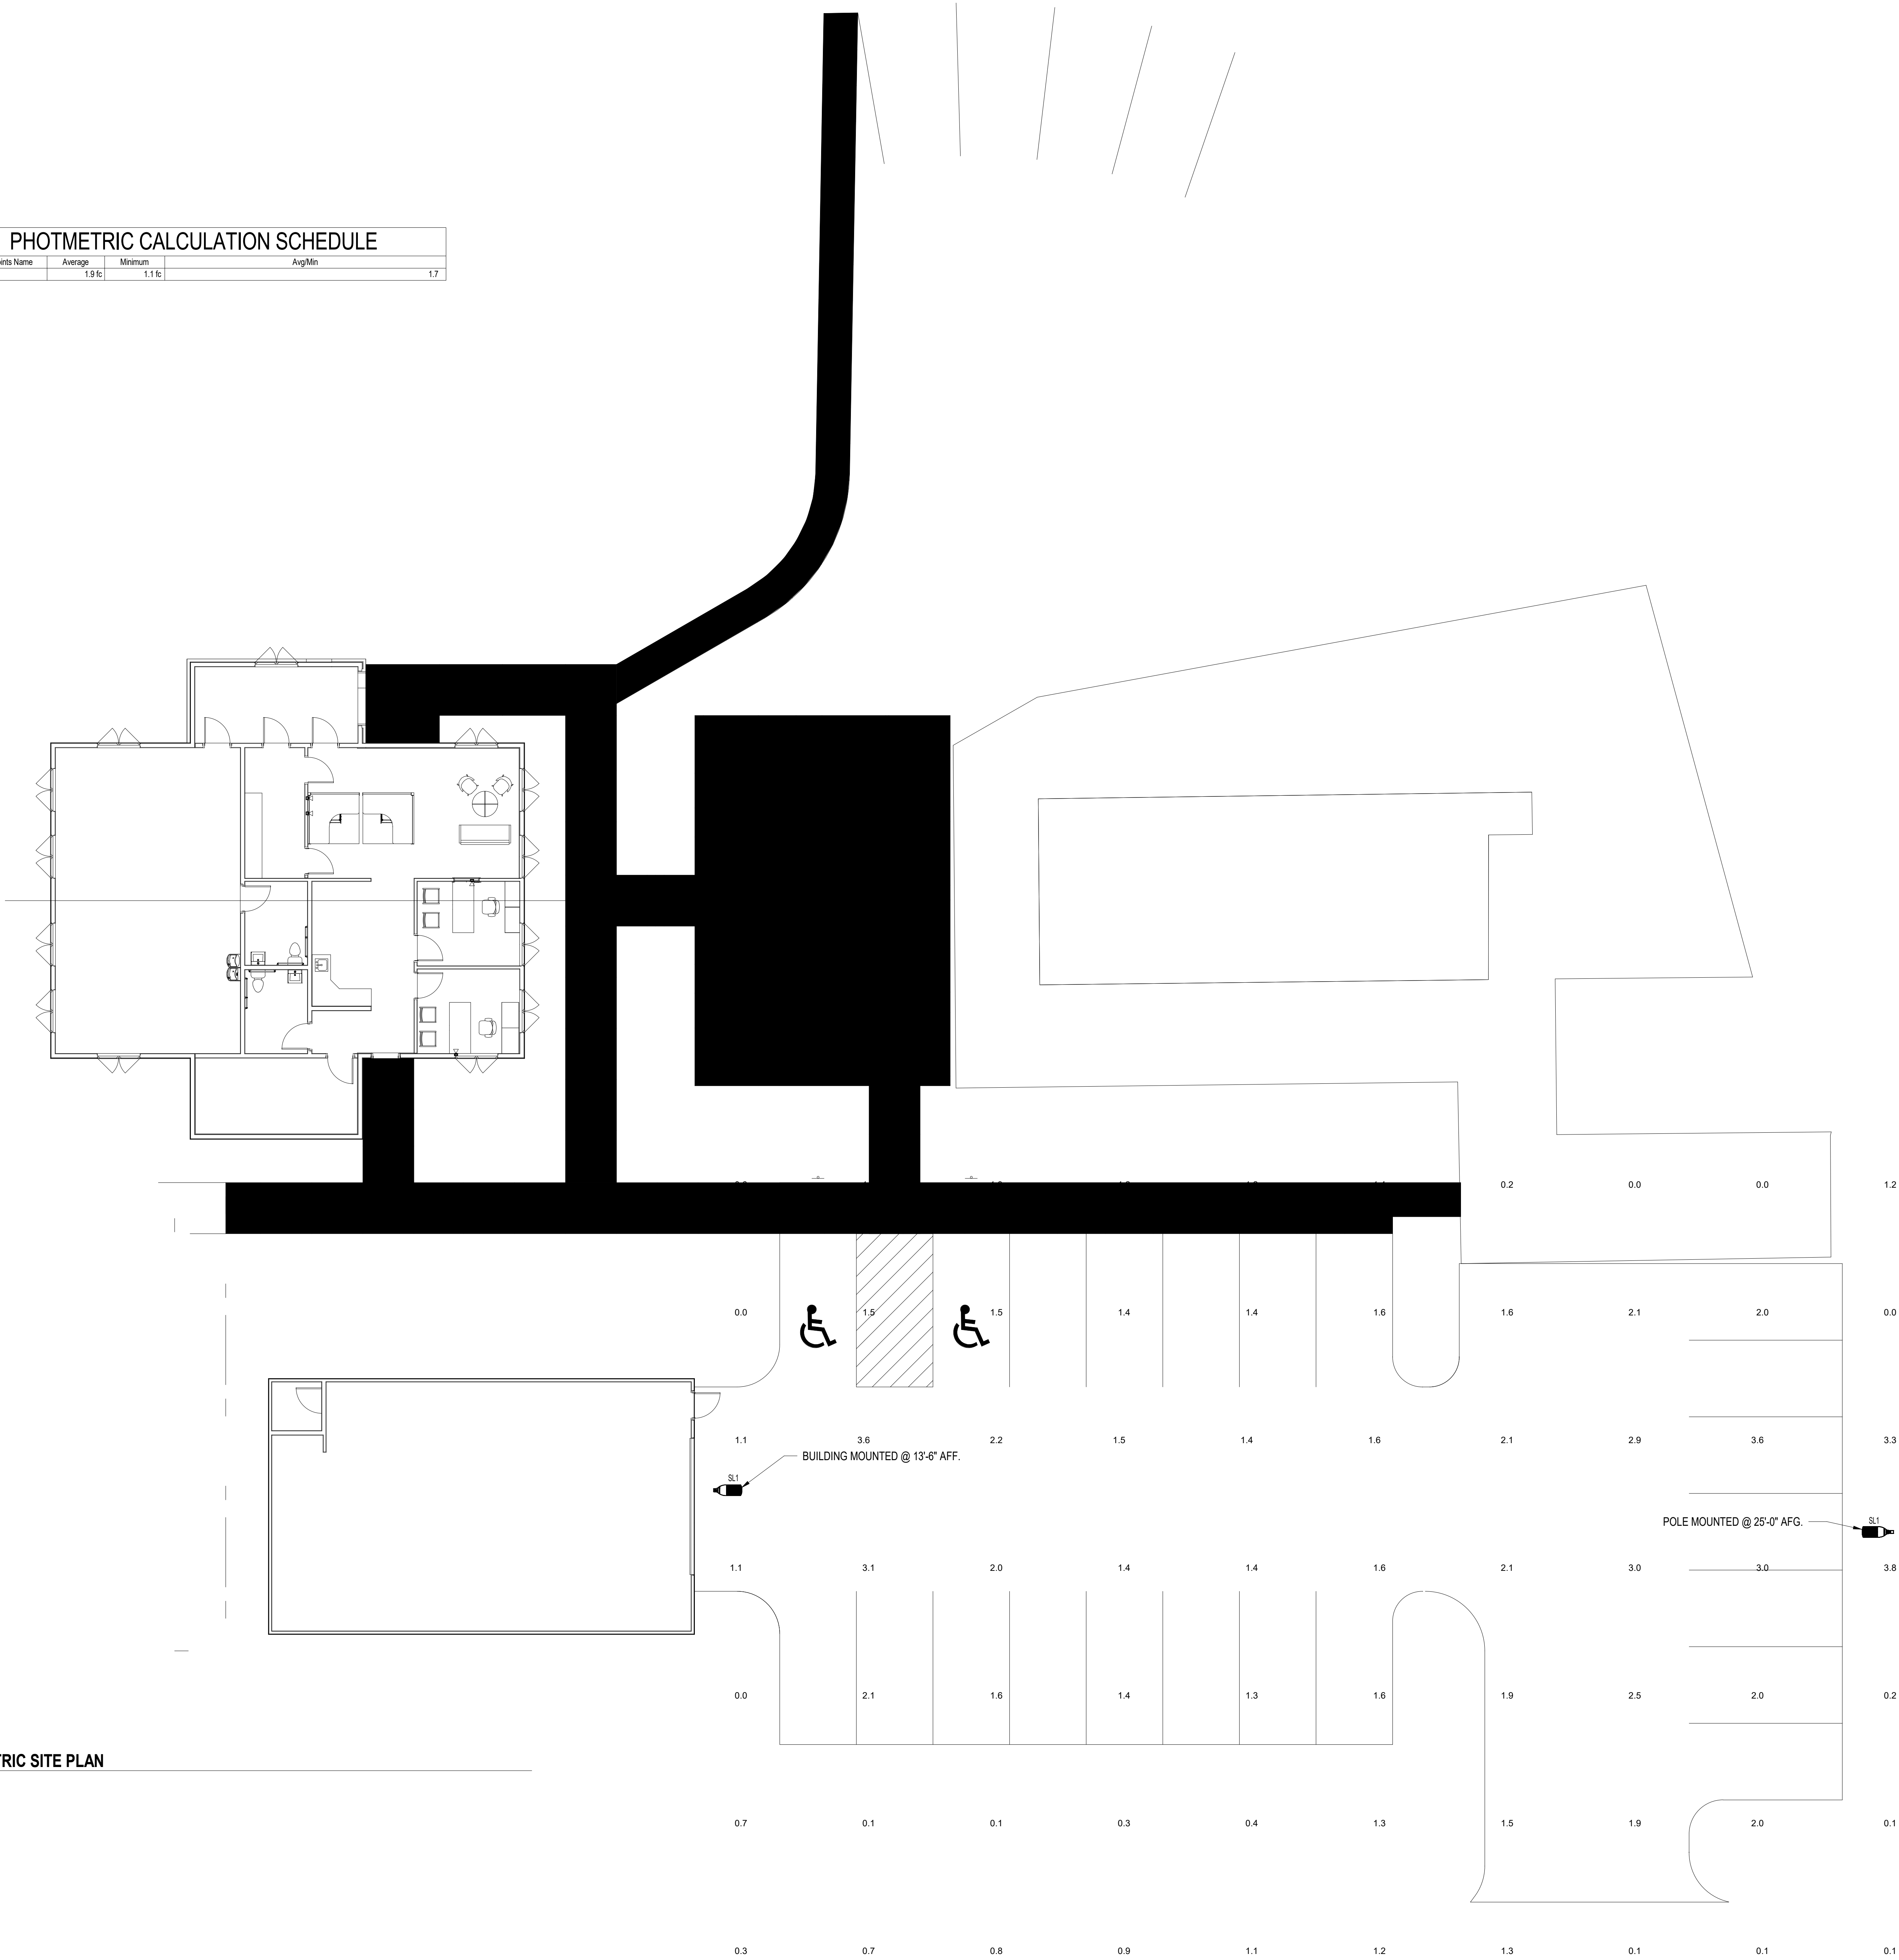 PHOTMETRIC CALCULATION SCHEDULE
Name Average Minimum Avg/Min
1.9 fc 1.1 fc 1.7
0.2 0.0 0.0 1.2
0.0 1.5 1.5 1.4 1.4 1.6 1.6 2.1 2.0 0.0
1.1 3.6 2.2 1.5 1.4 1.6 2.1 2.9 3.6 3.3
BUILDING MOUNTED @ 13'-6" AFF.
SL1
POLE MOUNTED @ 25'-0" AFG.
SL1
1.1 3.1 2.0 1.4 1.4 1.6 2.1 3.0 3.0 3.8
0.0 2.1 1.6 1.4 1.3 1.6 1.9 2.5 2.0 0.2
TRIC SITE PLAN
0.7 0.1 0.1 0.3 0.4 1.3 1.5 1.9 2.0 0.1
0.3 0.7 0.8 0.9 1.1 1.2 1.3 0.1 0.1 0.1